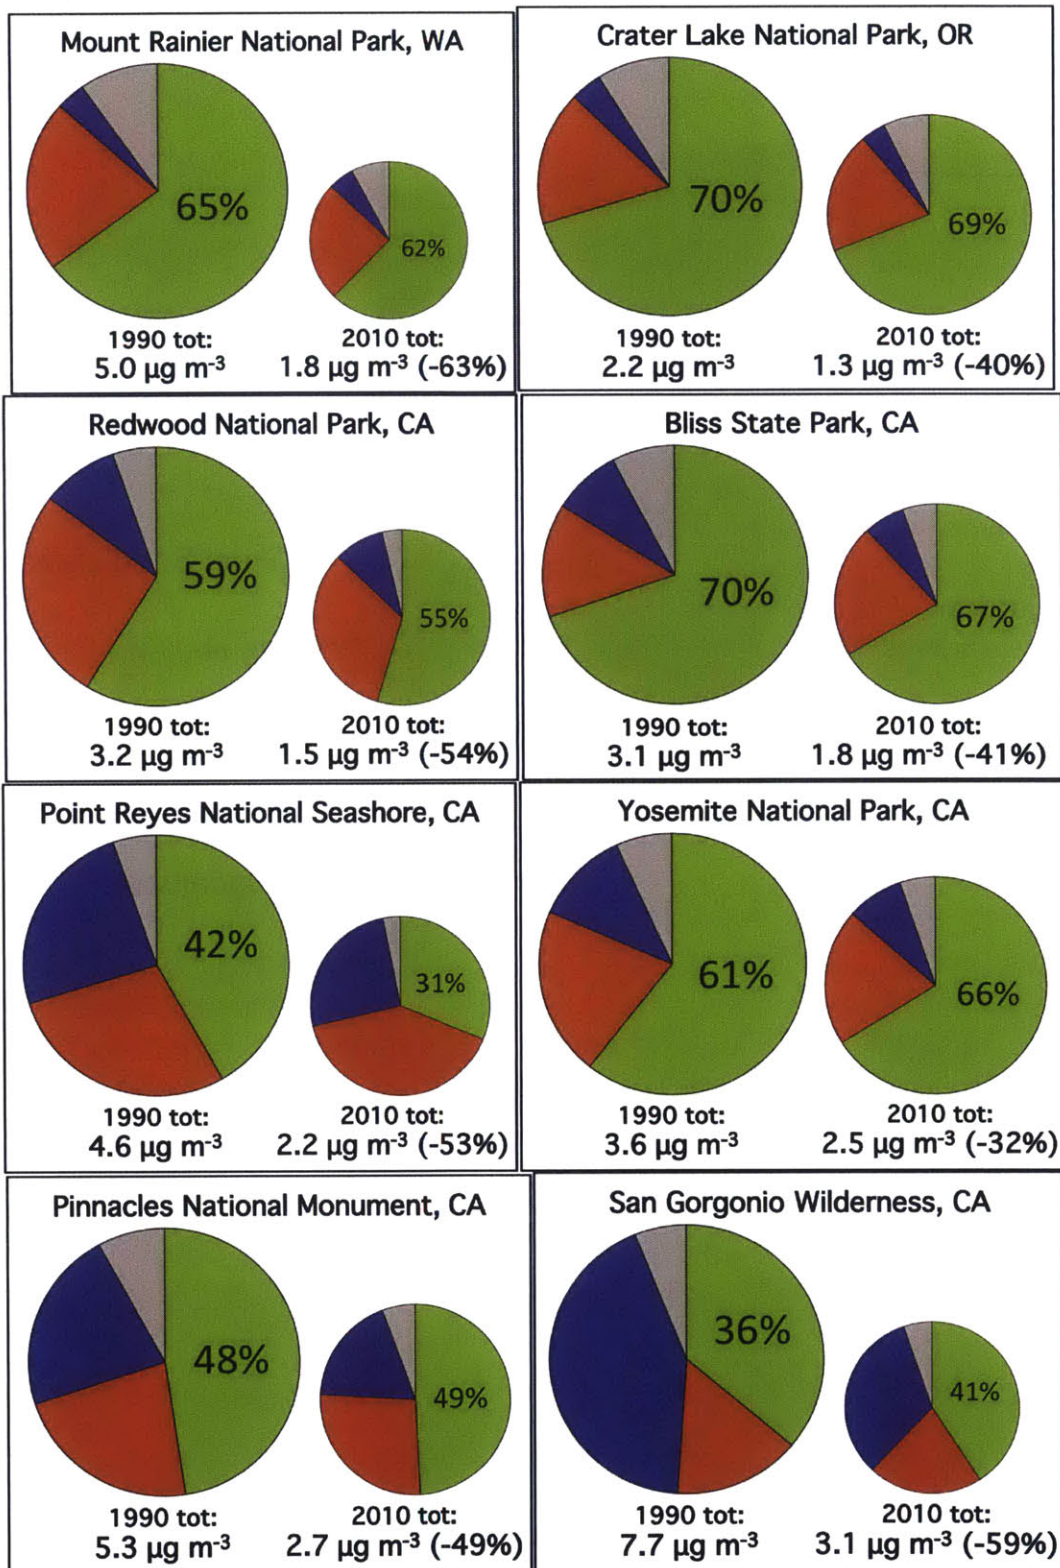 Mount Rainier National Park, WA
65%
62%
1990 tot:
5.0 µg m⁻³
2010 tot:
1.8 µg m⁻³ (-63%)
Crater Lake National Park, OR
70%
69%
1990 tot:
2.2 µg m⁻³
2010 tot:
1.3 µg m⁻³ (-40%)
Redwood National Park, CA
59%
55%
1990 tot:
3.2 µg m⁻³
2010 tot:
1.5 µg m⁻³ (-54%)
Bliss State Park, CA
70%
67%
1990 tot:
3.1 µg m⁻³
2010 tot:
1.8 µg m⁻³ (-41%)
Point Reyes National Seashore, CA
42%
31%
1990 tot:
4.6 µg m⁻³
2010 tot:
2.2 µg m⁻³ (-53%)
Yosemite National Park, CA
61%
66%
1990 tot:
3.6 µg m⁻³
2010 tot:
2.5 µg m⁻³ (-32%)
Pinnacles National Monument, CA
48%
49%
1990 tot:
5.3 µg m⁻³
2010 tot:
2.7 µg m⁻³ (-49%)
San Gorgonio Wilderness, CA
36%
41%
1990 tot:
7.7 µg m⁻³
2010 tot:
3.1 µg m⁻³ (-59%)